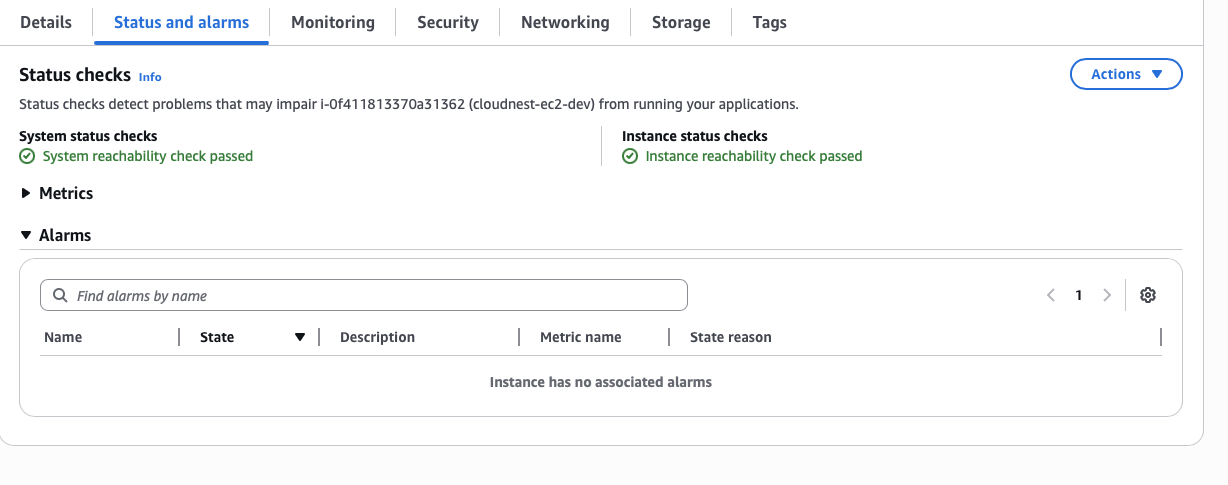 Details Status and alarms Monitoring Security Networking Storage Tags
Status checks Info
Actions
Status checks detect problems that may impair i-0f411813370a31362 (cloudnest-ec2-dev) from running your applications.
System status checks
System reachability check passed
Instance status checks
Instance reachability check passed
Metrics
Alarms
Find alarms by name
1
Name State Description Metric name State reason
Instance has no associated alarms